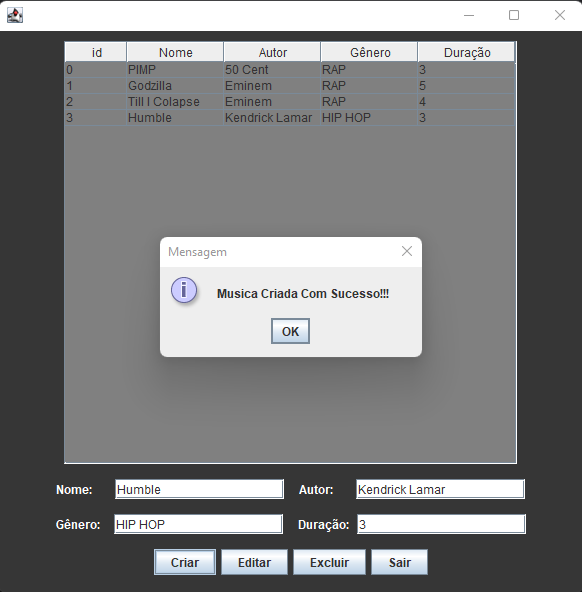 id Nome Autor Gênero Duração
0 PIMP 50 Cent RAP 3
1 Godzilla Eminem RAP 5
2 Till I Colapse Eminem RAP 4
3 Humble Kendrick Lamar HIP HOP 3
Mensagem
Musica Criada Com Sucesso!!!
OK
Nome: Humble Autor: Kendrick Lamar
Gênero: HIP HOP Duração: 3
Criar Editar Excluir Sair